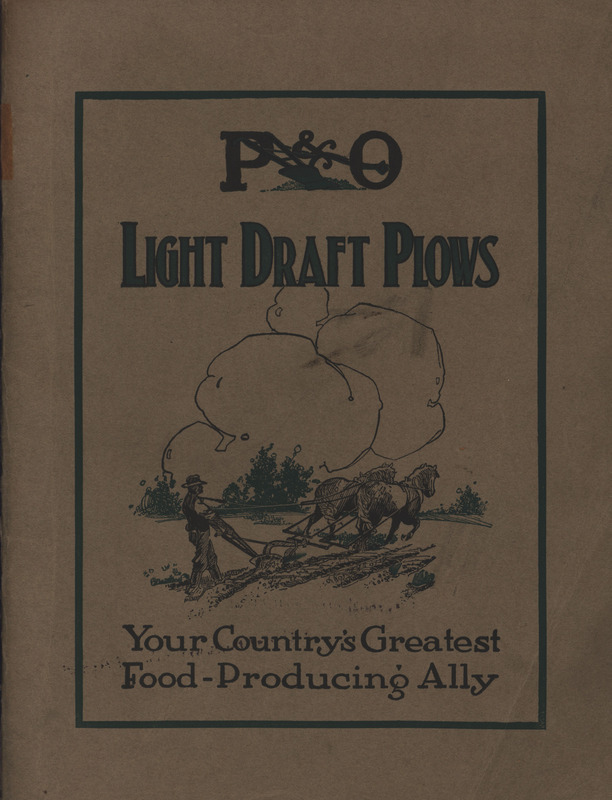 P&O
LIGHT DRAFT PLOWS
Your Country's Greatest
Food-Producing Ally